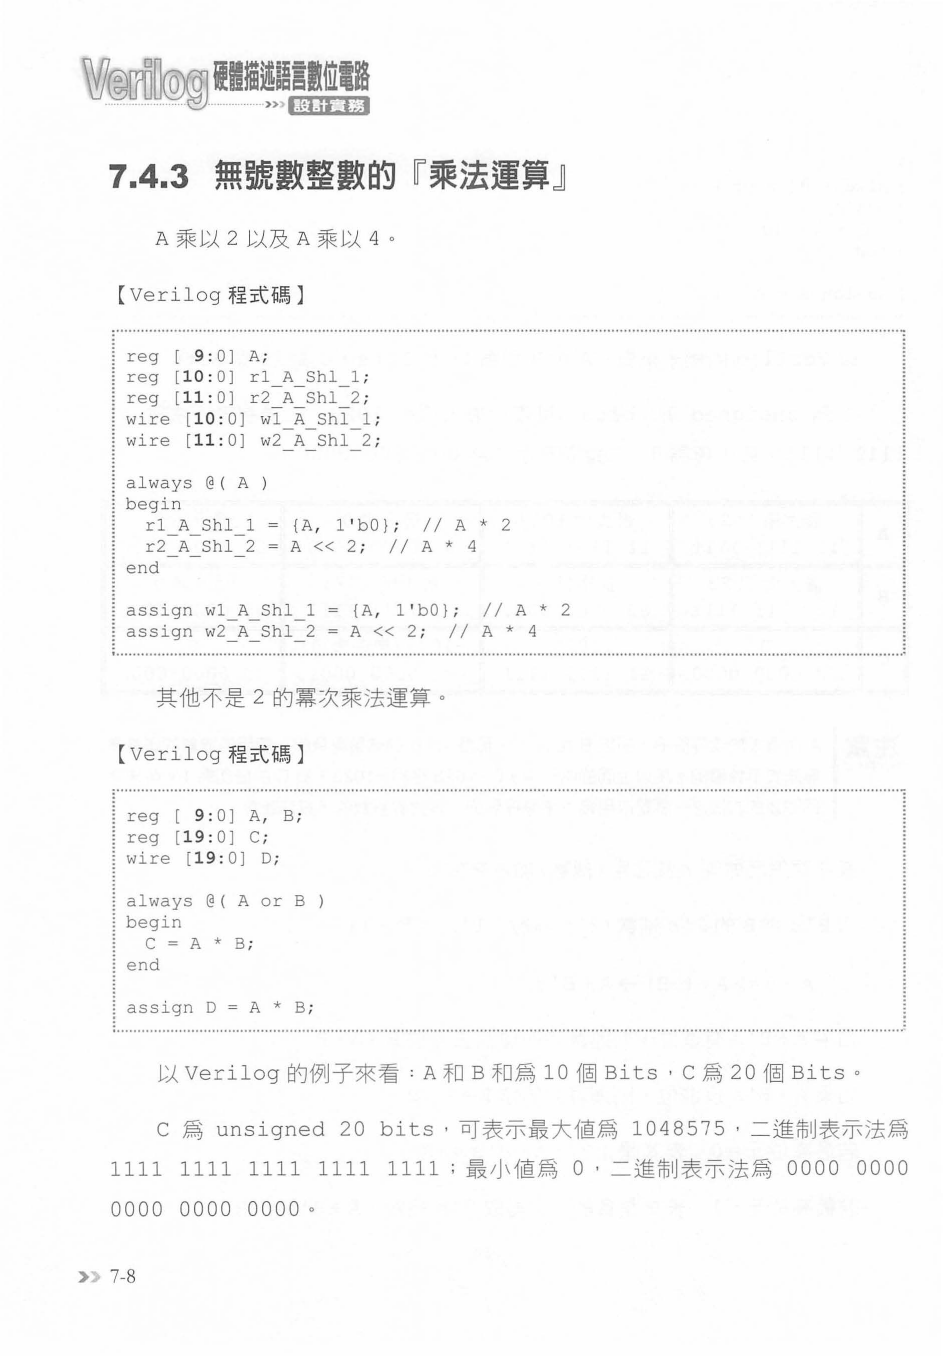 Verilog 硬體描述語言數位電路
>>> 設計實務
7.4.3 無號數整數的『乘法運算』
A 乘以 2 以及 A 乘以 4。
【Verilog 程式碼】
reg [ 9:0] A;
reg [10:0] r1_A_Shl_1;
reg [11:0] r2_A_Shl_2;
wire [10:0] w1_A_Shl_1;
wire [11:0] w2_A_Shl_2;
always @( A )
begin
r1_A_Shl_1 = {A, 1'b0}; // A * 2
r2_A_Shl_2 = A << 2; // A * 4
end
assign w1_A_Shl_1 = {A, 1'b0}; // A * 2
assign w2_A_Shl_2 = A << 2; // A * 4
其他不是 2 的冪次乘法運算。
【Verilog 程式碼】
reg [ 9:0] A, B;
reg [19:0] C;
wire [19:0] D;
always @( A or B )
begin
C = A * B;
end
assign D = A * B;
以 Verilog 的例子來看：A 和 B 和為 10 個 Bits，C 為 20 個 Bits。
C 為 unsigned 20 bits，可表示最大值為 1048575，二進制表示法為
1111 1111 1111 1111 1111；最小值為 0，二進制表示法為 0000 0000
0000 0000 0000。
>> 7-8